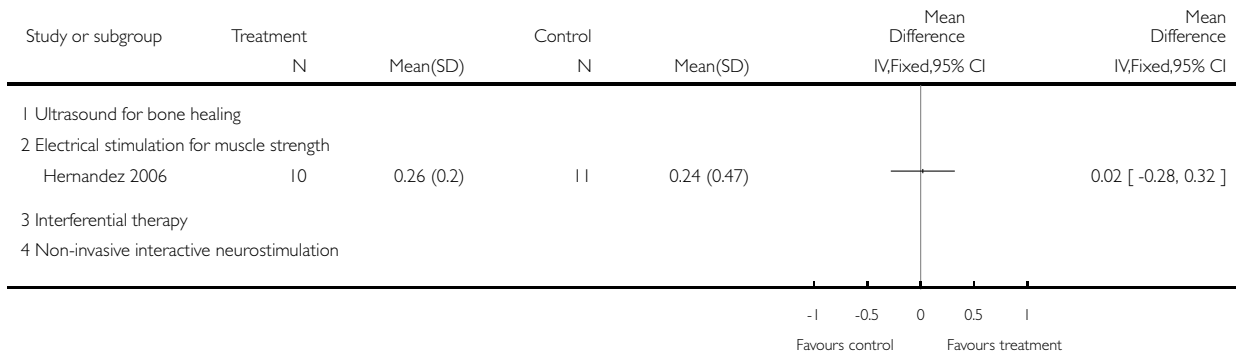 Study or subgroup Treatment Control Mean Difference Mean Difference
N Mean(SD) N Mean(SD) IV,Fixed,95% CI IV,Fixed,95% CI
1 Ultrasound for bone healing
2 Electrical stimulation for muscle strength
Hernandez 2006 10 0.26 (0.2) 11 0.24 (0.47) 0.02 [ -0.28, 0.32 ]
3 Interferential therapy
4 Non-invasive interactive neurostimulation
-1 -0.5 0 0.5 1
Favours control Favours treatment